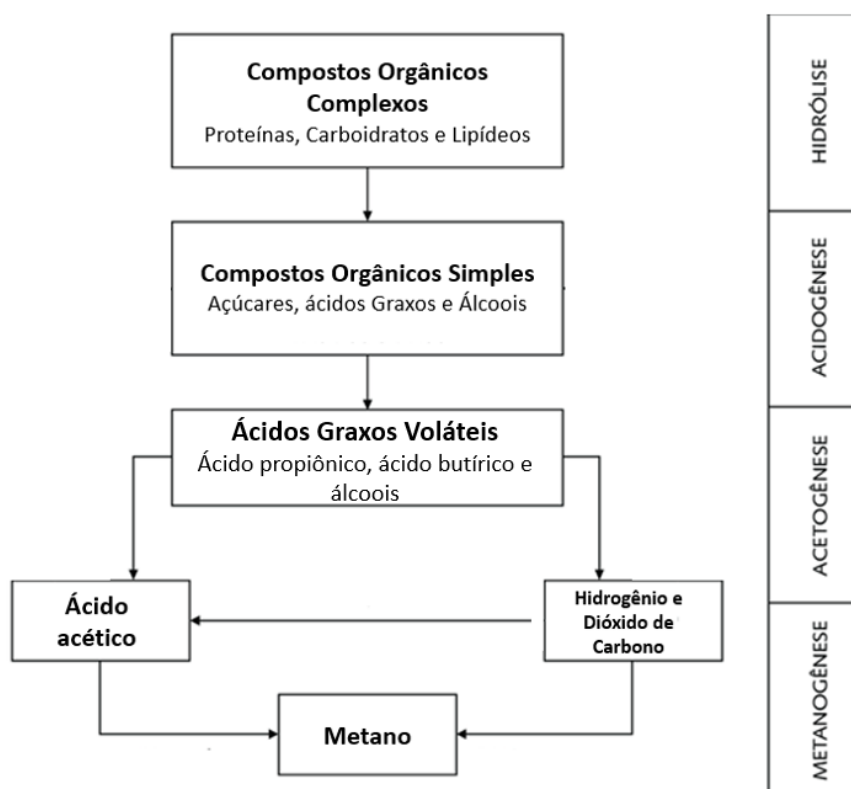 Compostos Orgânicos
Complexos
Proteínas, Carboidratos e Lipídeos
Compostos Orgânicos Simples
Açúcares, ácidos Graxos e Álcoois
Ácidos Graxos Voláteis
Ácido propiônico, ácido butírico e
álcoois
Ácido
acético
Hidrogênio e
Dióxido de
Carbono
Metano
HIDRÓLISE
ACIDOGÊNESE
ACETOGÊNESE
METANOGÊNESE